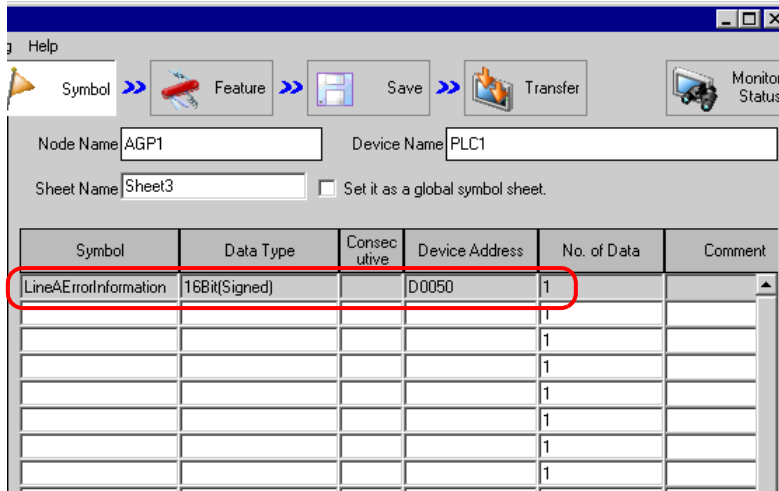 g Help
Symbol Feature Save Transfer Monitor Status
Node Name AGP1 Device Name PLC1
Sheet Name Sheet3 Set it as a global symbol sheet.
Symbol Data Type Consecutive Device Address No. of Data Comment
LineAErrorInformation 16Bit(Signed) D0050 1
1
1
1
1
1
1
1